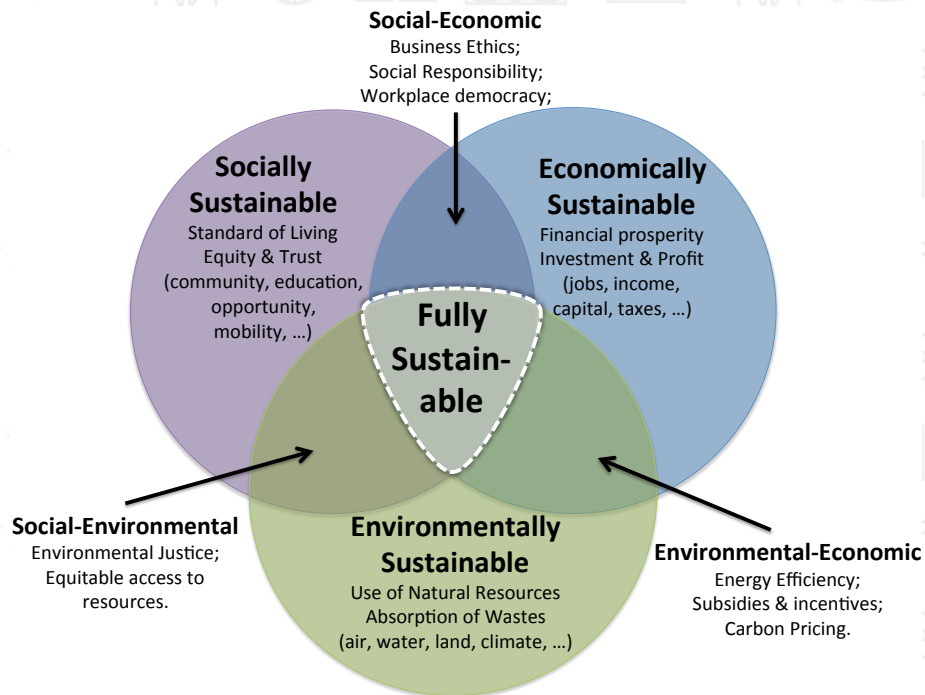 Social-Economic
Business Ethics;
Social Responsibility;
Workplace democracy;
Socially
Sustainable
Standard of Living
Equity & Trust
(community, education,
opportunity,
mobility, ...)
Economically
Sustainable
Financial prosperity
Investment & Profit
(jobs, income,
capital, taxes, ...)
Fully
Sustain-
able
Social-Environmental
Environmental Justice;
Equitable access to
resources.
Environmentally
Sustainable
Use of Natural Resources
Absorption of Wastes
(air, water, land, climate, ...)
Environmental-Economic
Energy Efficiency;
Subsidies & incentives;
Carbon Pricing.